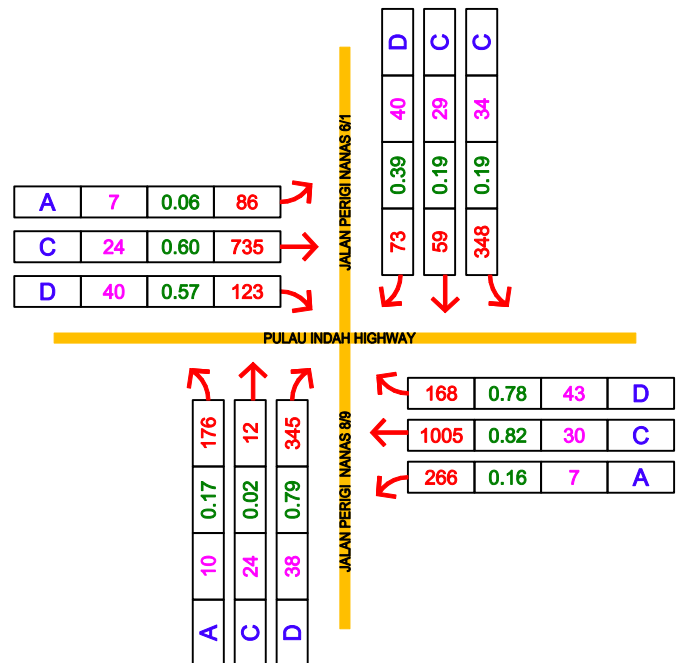 D C C
40 29 34
0.39 0.19 0.19
73 59 348
JALAN PERIGI NANAS 6/1
A 7 0.06 86
C 24 0.60 735
D 40 0.57 123
PULAU INDAH HIGHWAY
168 0.78 43 D
1005 0.82 30 C
266 0.16 7 A
JALAN PERIGI NANAS 8/9
176 12 345
0.17 0.02 0.79
10 24 38
A C D